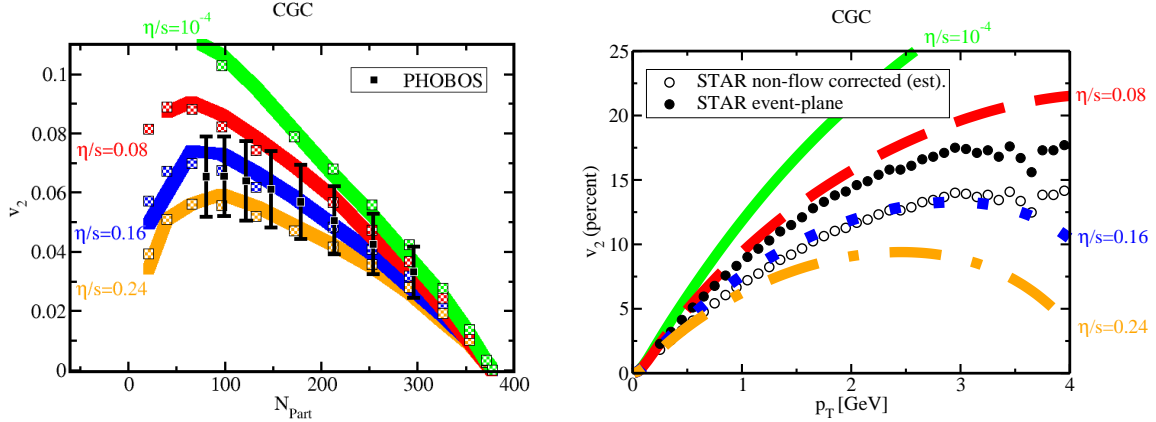 CGC
η/s=10⁻⁴
0.1
0.08
0.06
0.04
0.02
0
v₂
PHOBOS
η/s=0.08
η/s=0.16
η/s=0.24
0 100 200 300 400
N_Part
CGC
η/s=10⁻⁴
25
20
15
10
5
0
v₂ (percent)
STAR non-flow corrected (est).
STAR event-plane
η/s=0.08
η/s=0.16
η/s=0.24
0 1 2 3 4
p_T [GeV]